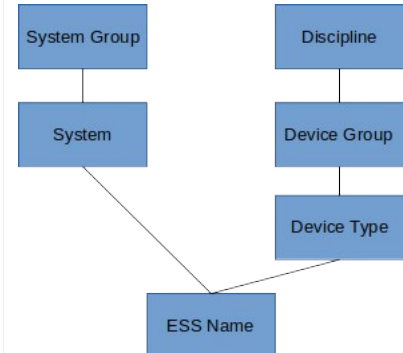 System Group
Discipline
System
Device Group
Device Type
ESS Name